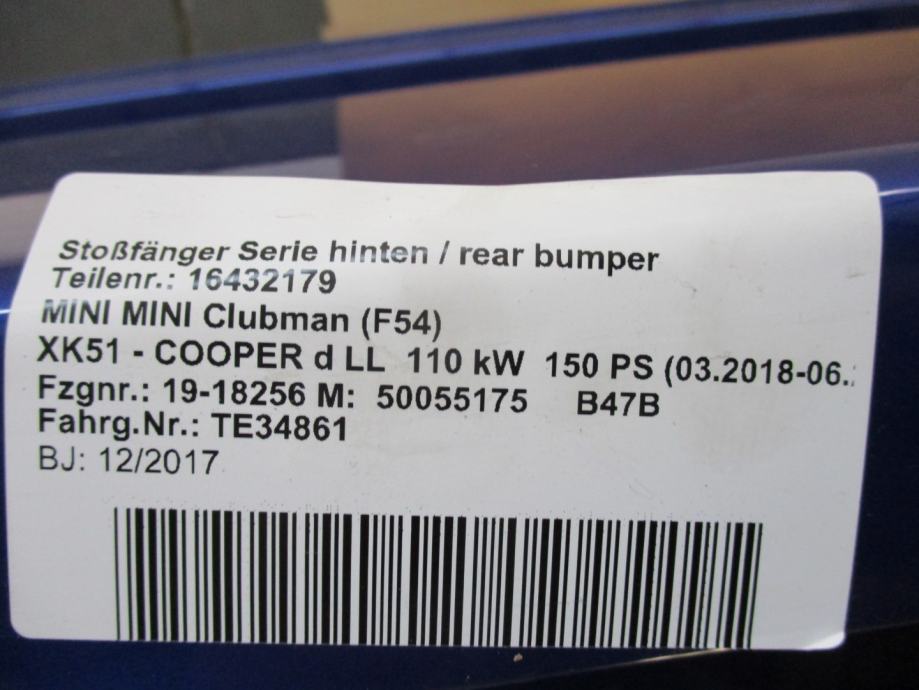 Stoßfänger Serie hinten / rear bumper
Teilenr.: 16432179
MINI MINI Clubman (F54)
XK51 - COOPER d LL 110 kW 150 PS (03.2018-06.
Fzgnr.: 19-18256 M: 50055175 B47B
Fahrg.Nr.: TE34861
BJ: 12/2017